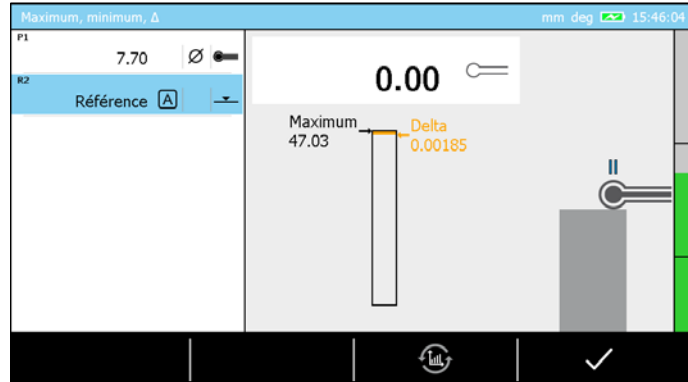 Maximum, minimum, Δ
mm deg 15:46:04
P1
7.70 Ø
R2
Référence A
0.00
Maximum
47.03
Delta
0.00185
II